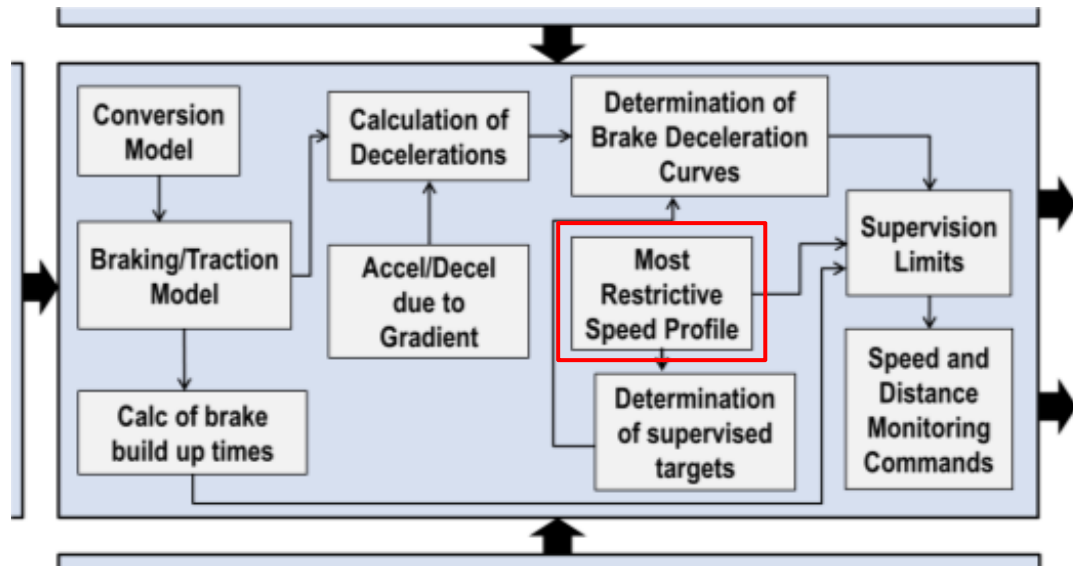 Conversion
Model
Calculation of
Decelerations
Determination of
Brake Deceleration
Curves
Braking/Traction
Model
Accel/Decel
due to
Gradient
Most
Restrictive
Speed Profile
Supervision
Limits
Calc of brake
build up times
Determination
of supervised
targets
Speed and
Distance
Monitoring
Commands